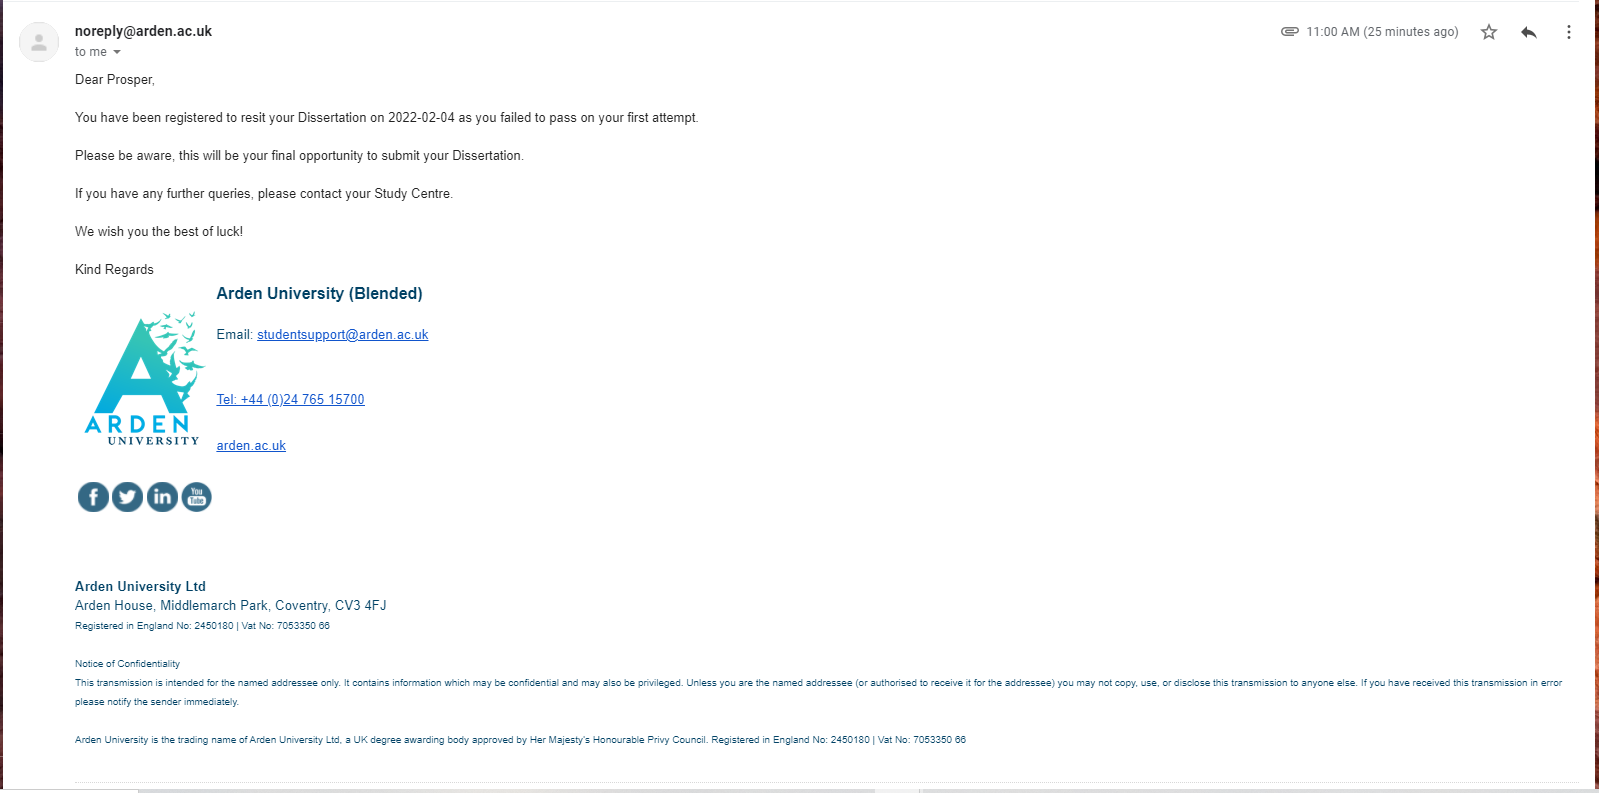 noreply@arden.ac.uk
11:00 AM (25 minutes ago)
to me
Dear Prosper,
You have been registered to resit your Dissertation on 2022-02-04 as you failed to pass on your first attempt.
Please be aware, this will be your final opportunity to submit your Dissertation.
If you have any further queries, please contact your Study Centre.
We wish you the best of luck!
Kind Regards
Arden University (Blended)
Email: studentsupport@arden.ac.uk
Tel: +44 (0)24 765 15700
arden.ac.uk
A
ARDEN
UNIVERSITY
f
in
You
Tube
Arden University Ltd
Arden House, Middlemarch Park, Coventry, CV3 4FJ
Registered in England No: 2450180 | Vat No: 7053350 66
Notice of Confidentiality
This transmission is intended for the named addressee only. It contains information which may be confidential and may also be privileged. Unless you are the named addressee (or authorised to receive it for the addressee) you may not copy, use, or disclose this transmission to anyone else. If you have received this transmission in error
please notify the sender immediately.
Arden University is the trading name of Arden University Ltd, a UK degree awarding body approved by Her Majesty's Honourable Privy Council. Registered in England No: 2450180 | Vat No: 7053350 66